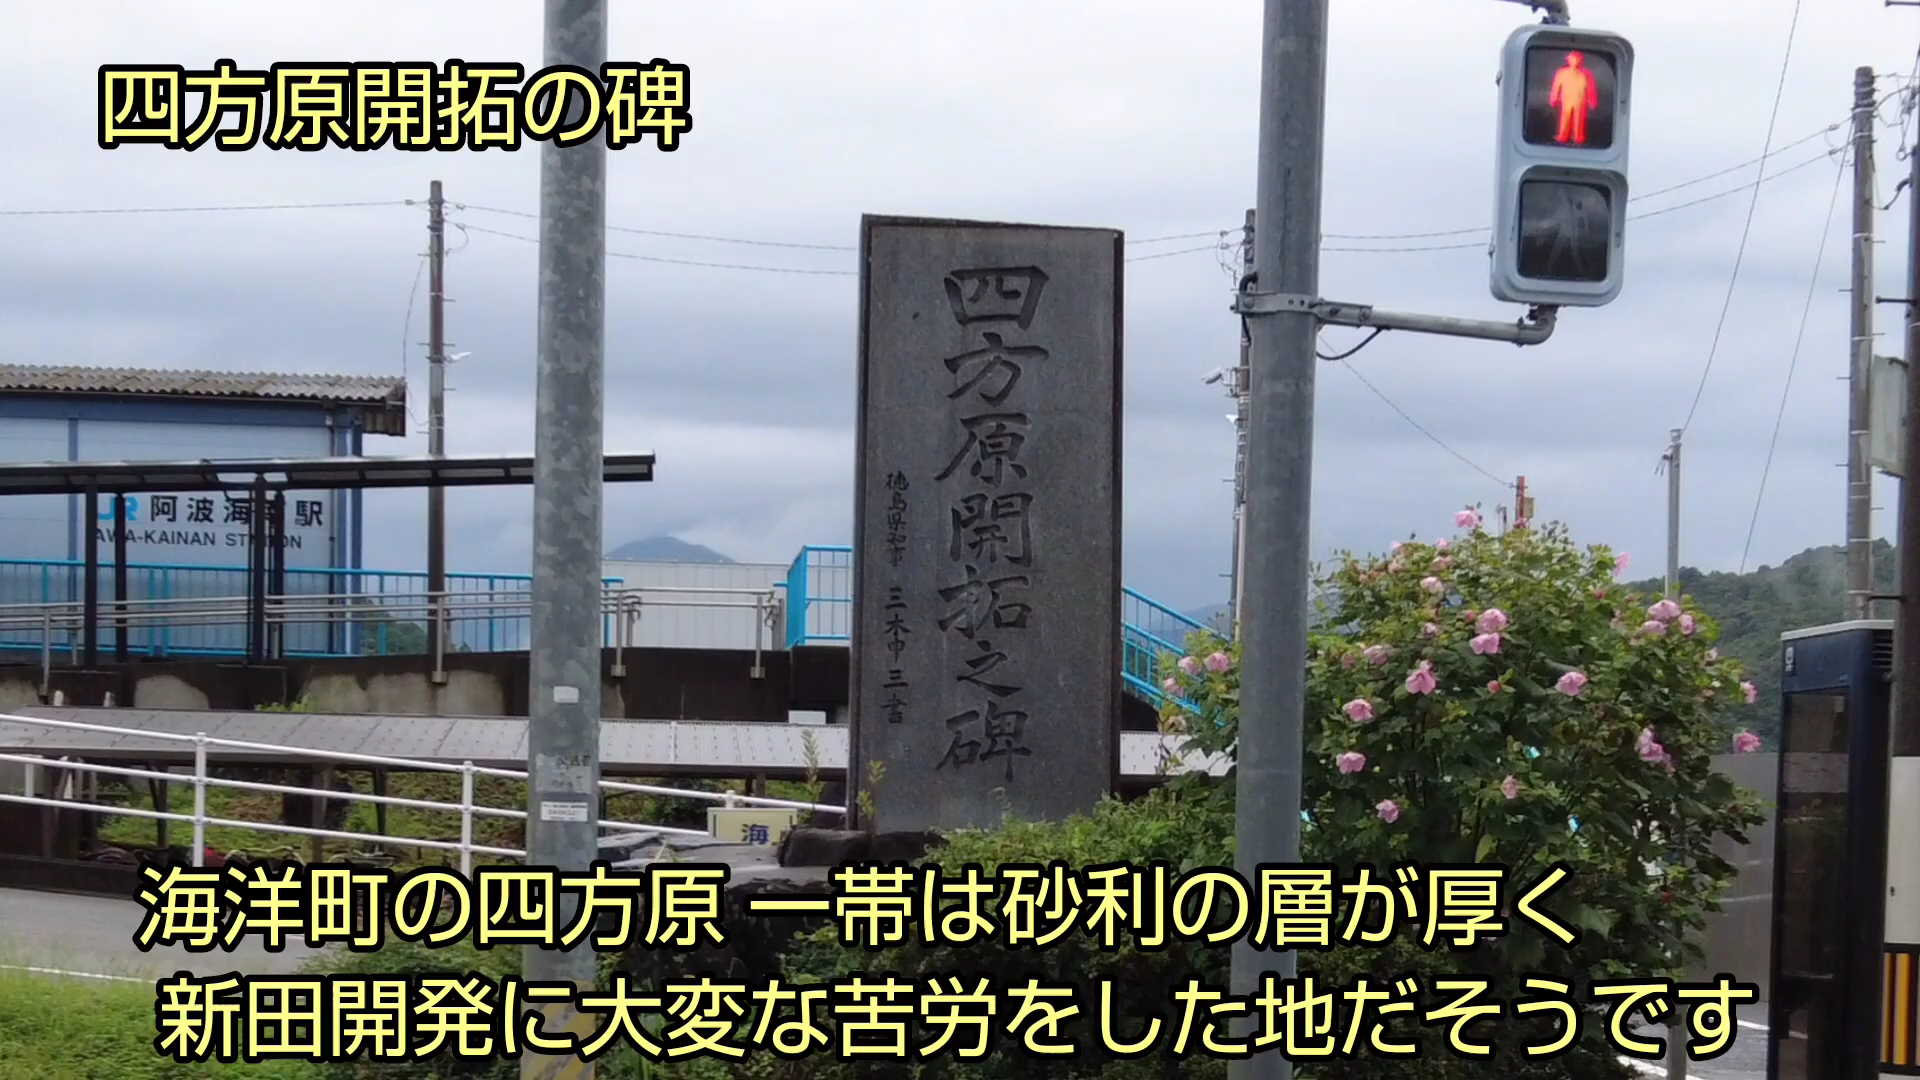 四方原開拓の碑
四方原開拓之碑
徳島県知事 三木申三書
JR 阿波海南駅
AWA-KAINAN STATION
海
海洋町の四方原 一帯は砂利の層が厚く
新田開発に大変な苦労をした地だそうです